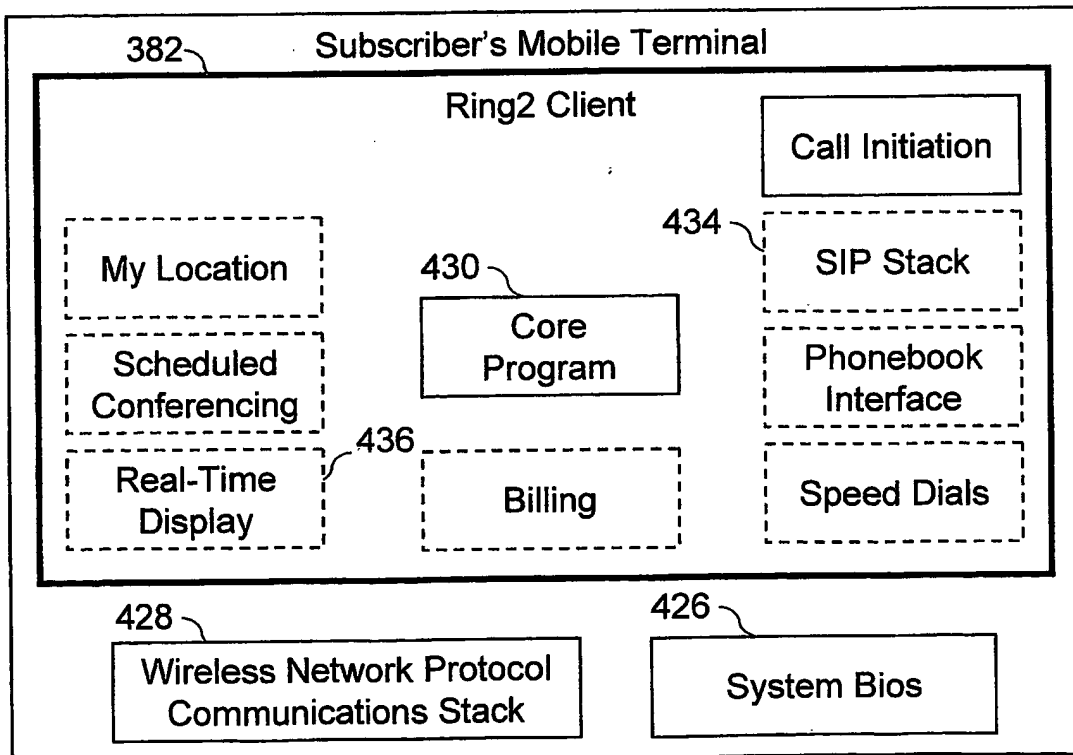 382
Subscriber's Mobile Terminal
Ring2 Client
Call Initiation
434
My Location
430
SIP Stack
Core
Program
Scheduled
Conferencing
Phonebook
Interface
436
Real-Time
Display
Billing
Speed Dials
428
426
Wireless Network Protocol
Communications Stack
System Bios